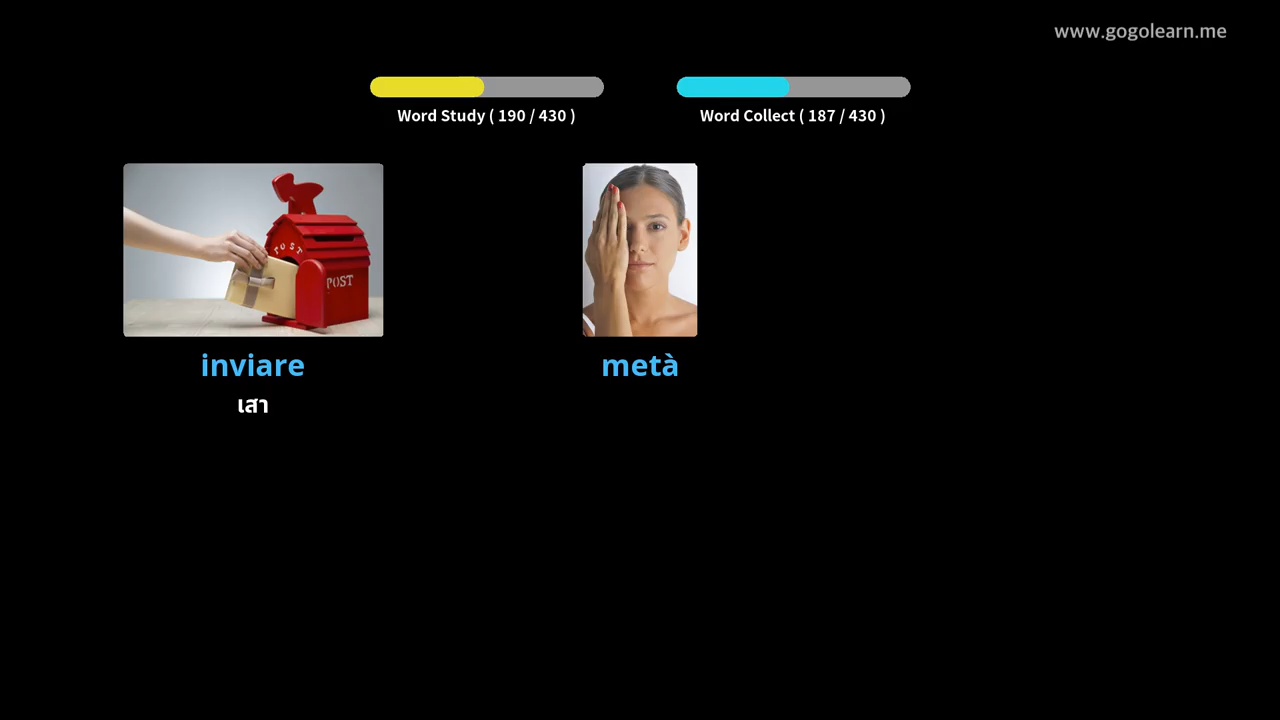 www.gogolearn.me
Word Study ( 190 / 430 )
Word Collect ( 187 / 430 )
POST
POST
inviare
metà
เสา